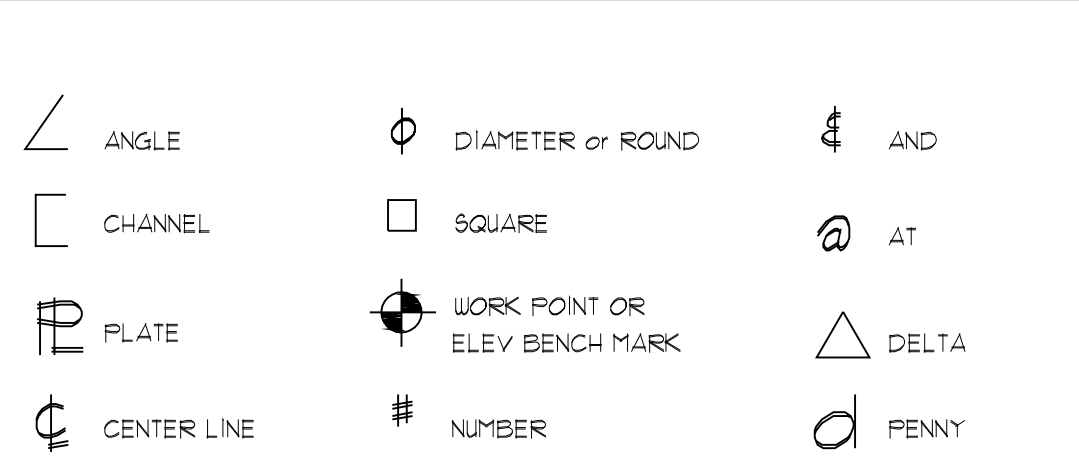 ∠ ANGLE
[ CHANNEL
PL PLATE
℄ CENTER LINE
⌀ DIAMETER or ROUND
□ SQUARE
WORK POINT OR
ELEV BENCH MARK
# NUMBER
& AND
@ AT
△ DELTA
d PENNY